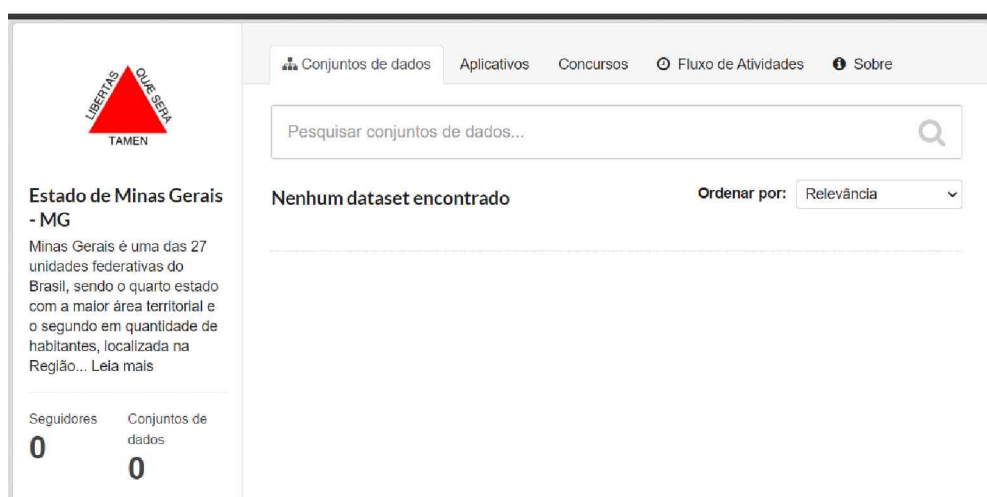 Conjuntos de dados Aplicativos Concursos Fluxo de Atividades Sobre
LIBERTAS QUÆ SERA
TAMEN
Pesquisar conjuntos de dados...
Estado de Minas Gerais
- MG
Nenhum dataset encontrado
Ordenar por: Relevância
Minas Gerais é uma das 27
unidades federativas do
Brasil, sendo o quarto estado
com a maior área territorial e
o segundo em quantidade de
habitantes, localizada na
Região... Leia mais
Seguidores
0
Conjuntos de
dados
0